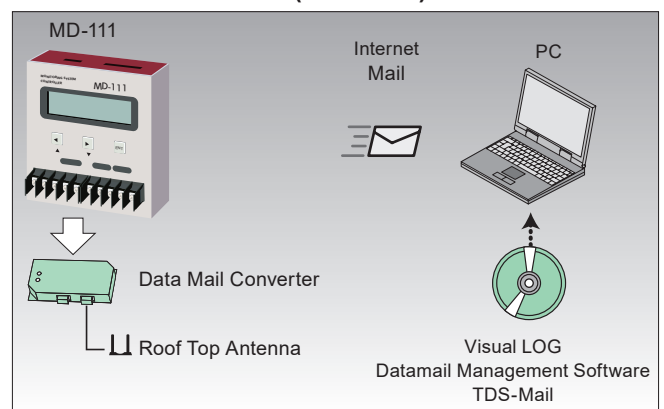 MD-111
MD-111
ESC
Data Mail Converter
Roof Top Antenna
Internet
Mail
PC
Visual LOG
Datamail Management Software
TDS-Mail